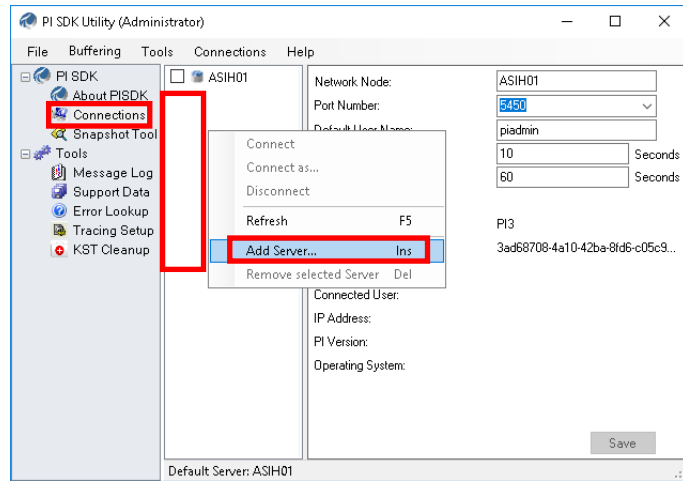 PI SDK Utility (Administrator)
File Buffering Tools Connections Help
PI SDK
About PISDK
Connections
Snapshot Tool
Tools
Message Log
Support Data
Error Lookup
Tracing Setup
KST Cleanup
ASIH01
Connect
Connect as...
Disconnect
Refresh F5
Add Server... Ins
Remove selected Server Del
Network Node: ASIH01
Port Number: 5450
Default User Name: piadmin
10 Seconds
60 Seconds
PI3
3ad68708-4a10-42ba-8fd6-c05c9...
Connected User:
IP Address:
PI Version:
Operating System:
Save
Default Server: ASIH01